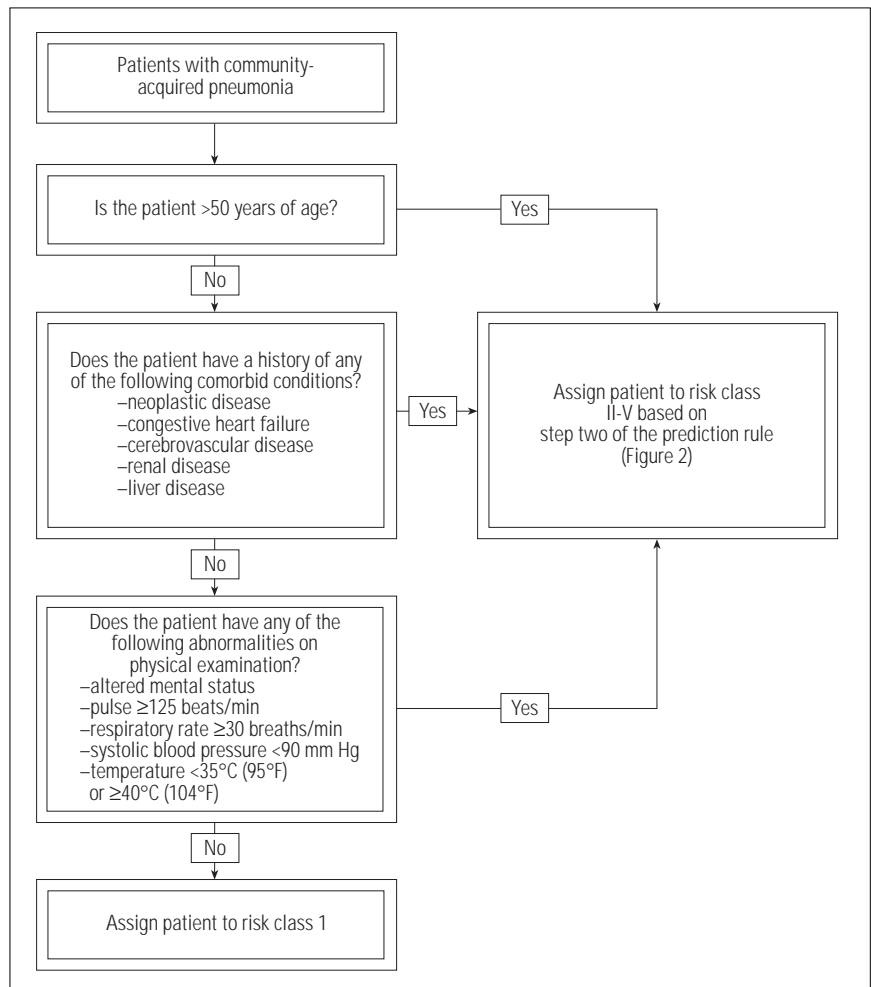 Patients with community-
acquired pneumonia
Is the patient >50 years of age?
Yes
No
Does the patient have a history of any
of the following comorbid conditions?
–neoplastic disease
–congestive heart failure
–cerebrovascular disease
–renal disease
–liver disease
Yes
Assign patient to risk class
II-V based on
step two of the prediction rule
(Figure 2)
No
Does the patient have any of the
following abnormalities on
physical examination?
–altered mental status
–pulse ≥125 beats/min
–respiratory rate ≥30 breaths/min
–systolic blood pressure <90 mm Hg
–temperature <35°C (95°F)
or ≥40°C (104°F)
Yes
No
Assign patient to risk class 1